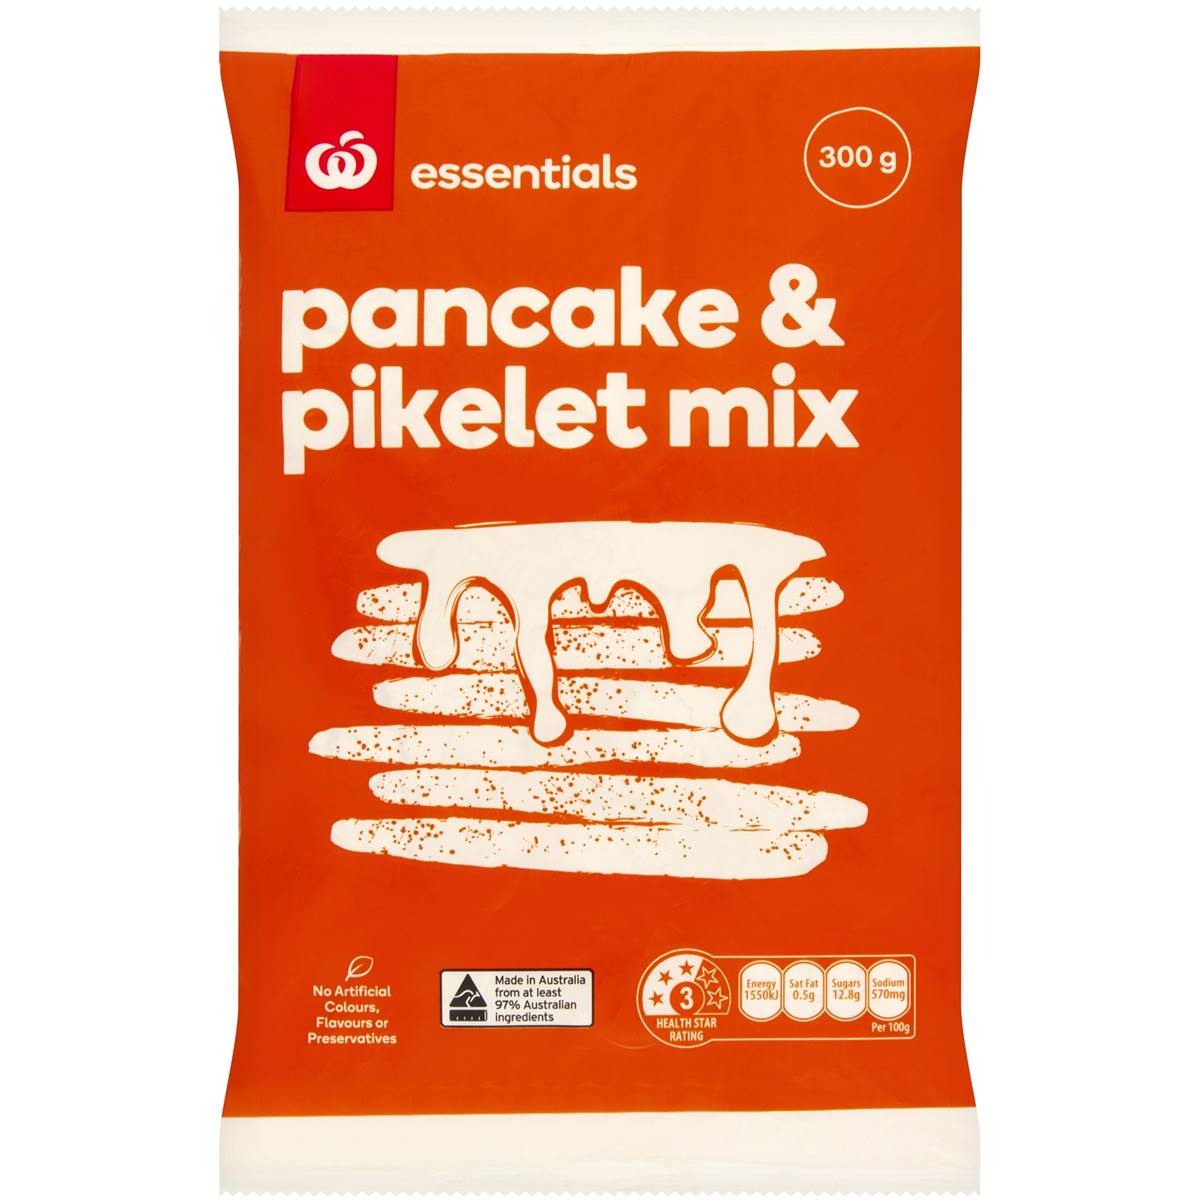 essentials
300 g
pancake &
pikelet mix
No Artificial
Colours,
Flavours or
Preservatives
Made in Australia
from at least
97% Australian
ingredients
3
HEALTH STAR
RATING
Energy
1550kJ
Sat Fat
0.5g
Sugars
12.8g
Sodium
570mg
Per 100g